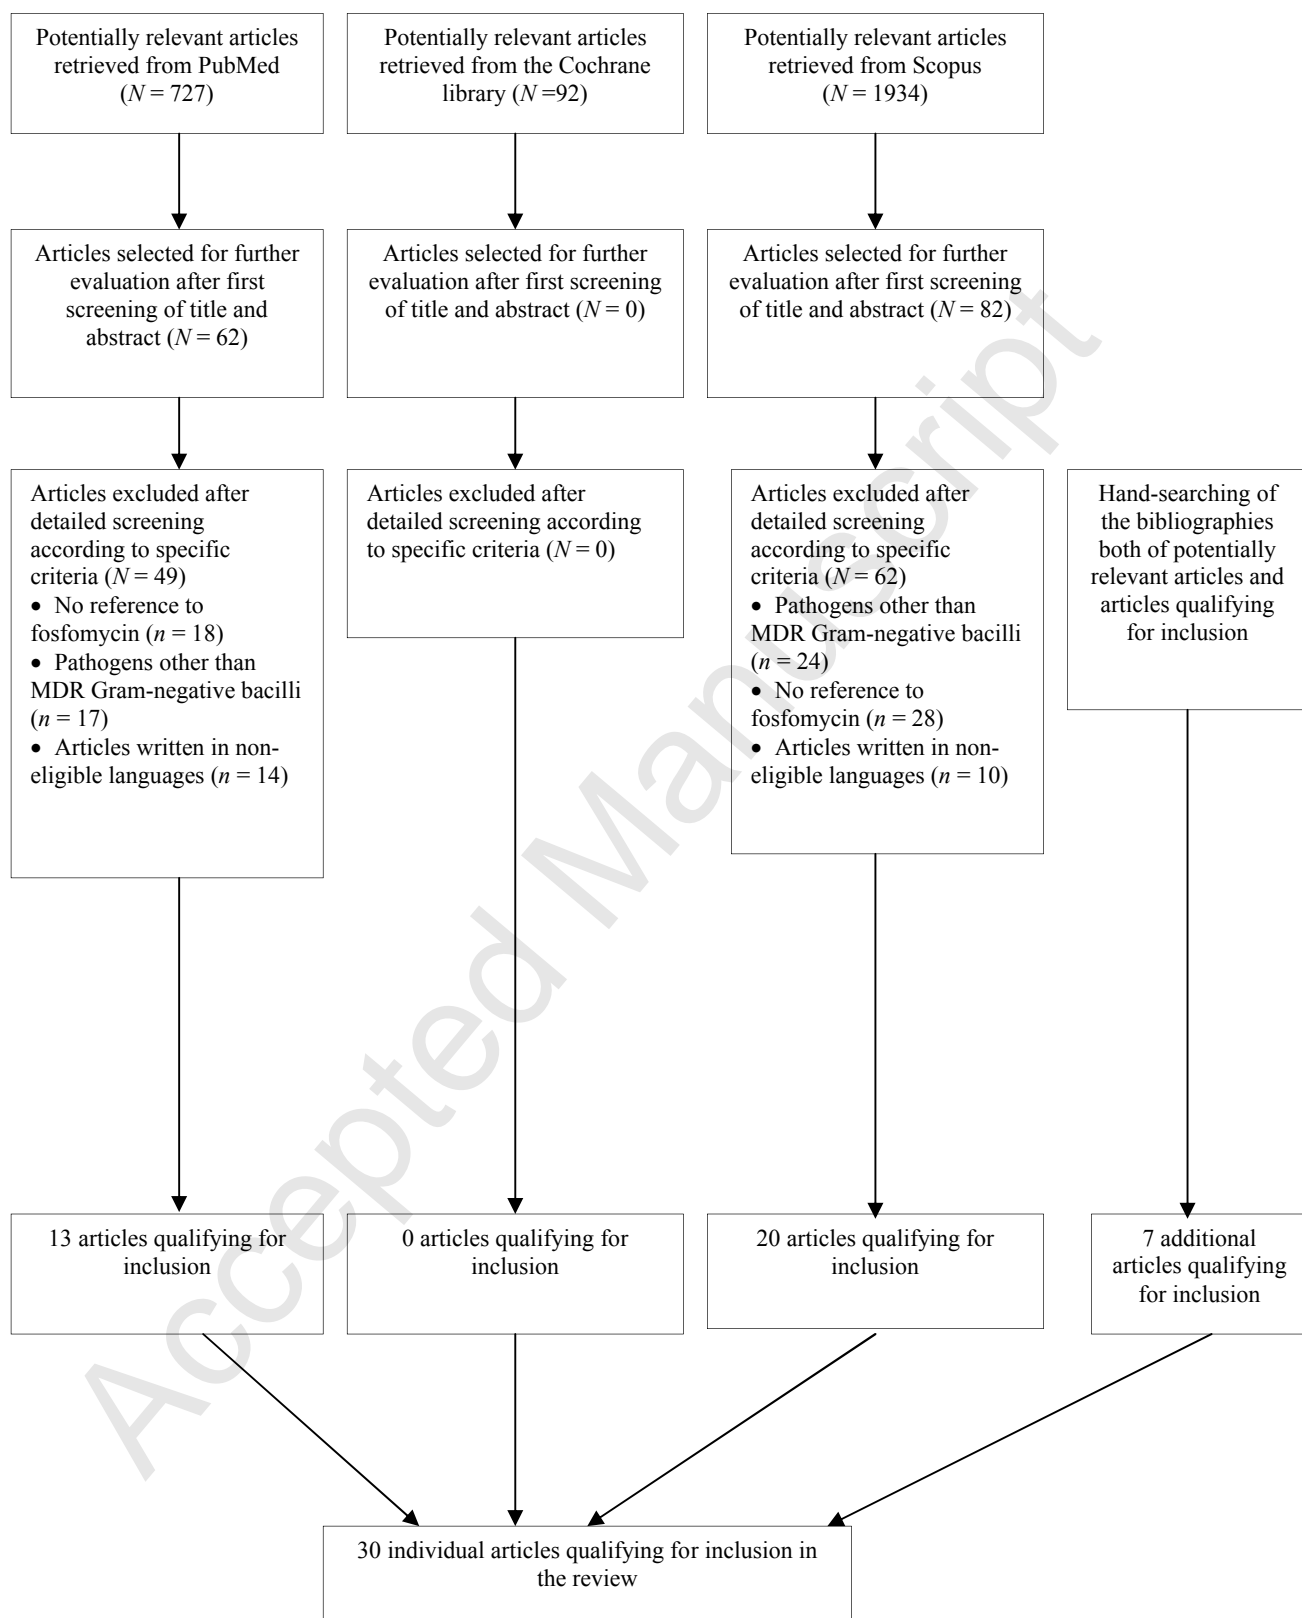 Potentially relevant articles
retrieved from PubMed
(N = 727)
Potentially relevant articles
retrieved from the Cochrane
library (N =92)
Potentially relevant articles
retrieved from Scopus
(N = 1934)
Articles selected for further
evaluation after first
screening of title and
abstract (N = 62)
Articles selected for further
evaluation after first screening
of title and abstract (N = 0)
Articles selected for further
evaluation after first screening
of title and abstract (N = 82)
Articles excluded after
detailed screening
according to specific
criteria (N = 49)
• No reference to
fosfomycin (n = 18)
• Pathogens other than
MDR Gram-negative bacilli
(n = 17)
• Articles written in non-
eligible languages (n = 14)
Articles excluded after
detailed screening according
to specific criteria (N = 0)
Articles excluded after
detailed screening
according to specific
criteria (N = 62)
• Pathogens other than
MDR Gram-negative bacilli
(n = 24)
• No reference to
fosfomycin (n = 28)
• Articles written in non-
eligible languages (n = 10)
Hand-searching of
the bibliographies
both of potentially
relevant articles and
articles qualifying
for inclusion
13 articles qualifying for
inclusion
0 articles qualifying for
inclusion
20 articles qualifying for
inclusion
7 additional
articles qualifying
for inclusion
30 individual articles qualifying for inclusion in
the review
Accepted Manuscript